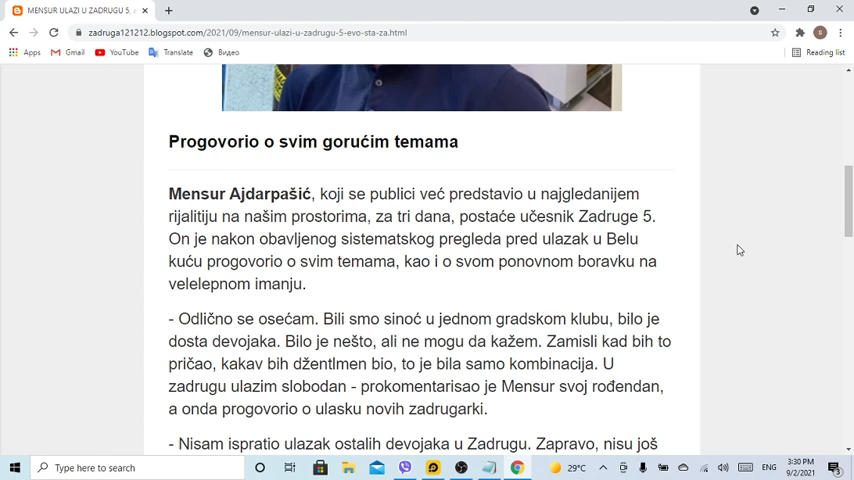 MENSUR ULAZI U ZADRUGU 5, e
zadruga121212.blogspot.com/2021/09/mensur-ulazi-u-zadrugu-5-evo-sta-za.html
B
Apps Gmail YouTube Translate Видео Reading list
Progovorio o svim gorućim temama
Mensur Ajdarpašić, koji se publici već predstavio u najgledanijem
rijalitiju na našim prostorima, za tri dana, postaće učesnik Zadruge 5.
On je nakon obavljenog sistematskog pregleda pred ulazak u Belu
kuću progovorio o svim temama, kao i o svom ponovnom boravku na
velelepnom imanju.
- Odlično se osećam. Bili smo sinoć u jednom gradskom klubu, bilo je
dosta devojaka. Bilo je nešto, ali ne mogu da kažem. Zamisli kad bih to
pričao, kakav bih džentlmen bio, to je bila samo kombinacija. U
zadrugu ulazim slobodan - prokomentarisao je Mensur svoj rođendan,
a onda progovorio o ulasku novih zadrugarki.
- Nisam ispratio ulazak ostalih devojaka u Zadrugu. Zapravo, nisu još
Type here to search
29°C
ENG
3:30 PM
9/2/2021
3